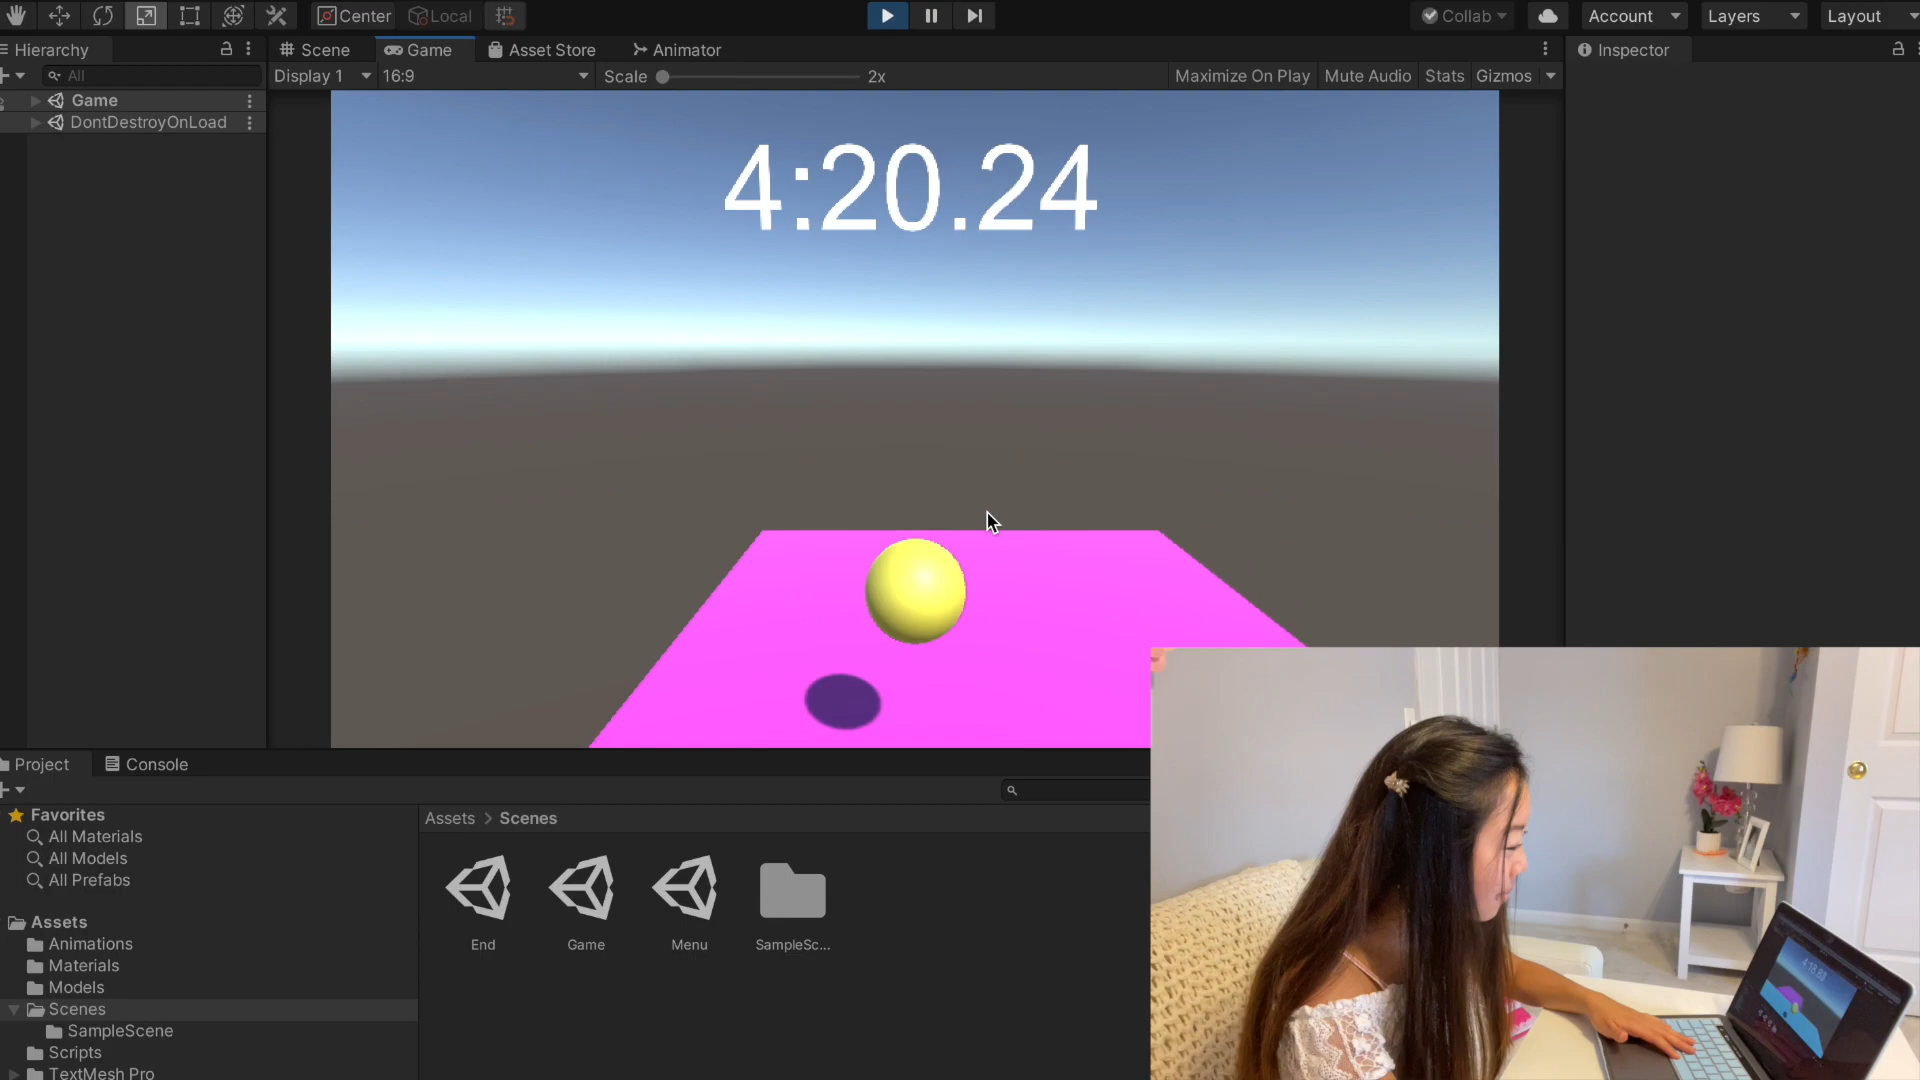 Center Local Collab Account Layers Layout
Hierarchy Scene Game Asset Store Animator Inspector
All Display 1 16:9 Scale 2x Maximize On Play Mute Audio Stats Gizmos
Game
DontDestroyOnLoad
4:20.24
Project Console
Favorites
All Materials
All Models
All Prefabs
Assets
Animations
Materials
Models
Scenes
SampleScene
Scripts
TextMesh Pro
Assets > Scenes
End Game Menu SampleSc...